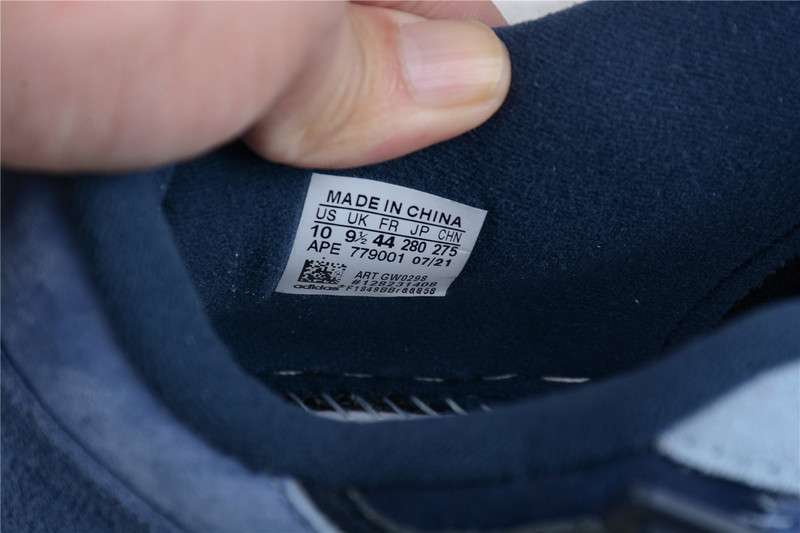 MADE IN CHINA
US UK FR JP CHN
10 9½ 44 280 275
APE 779001 07/21
ART GW0298
#128231408
adidas